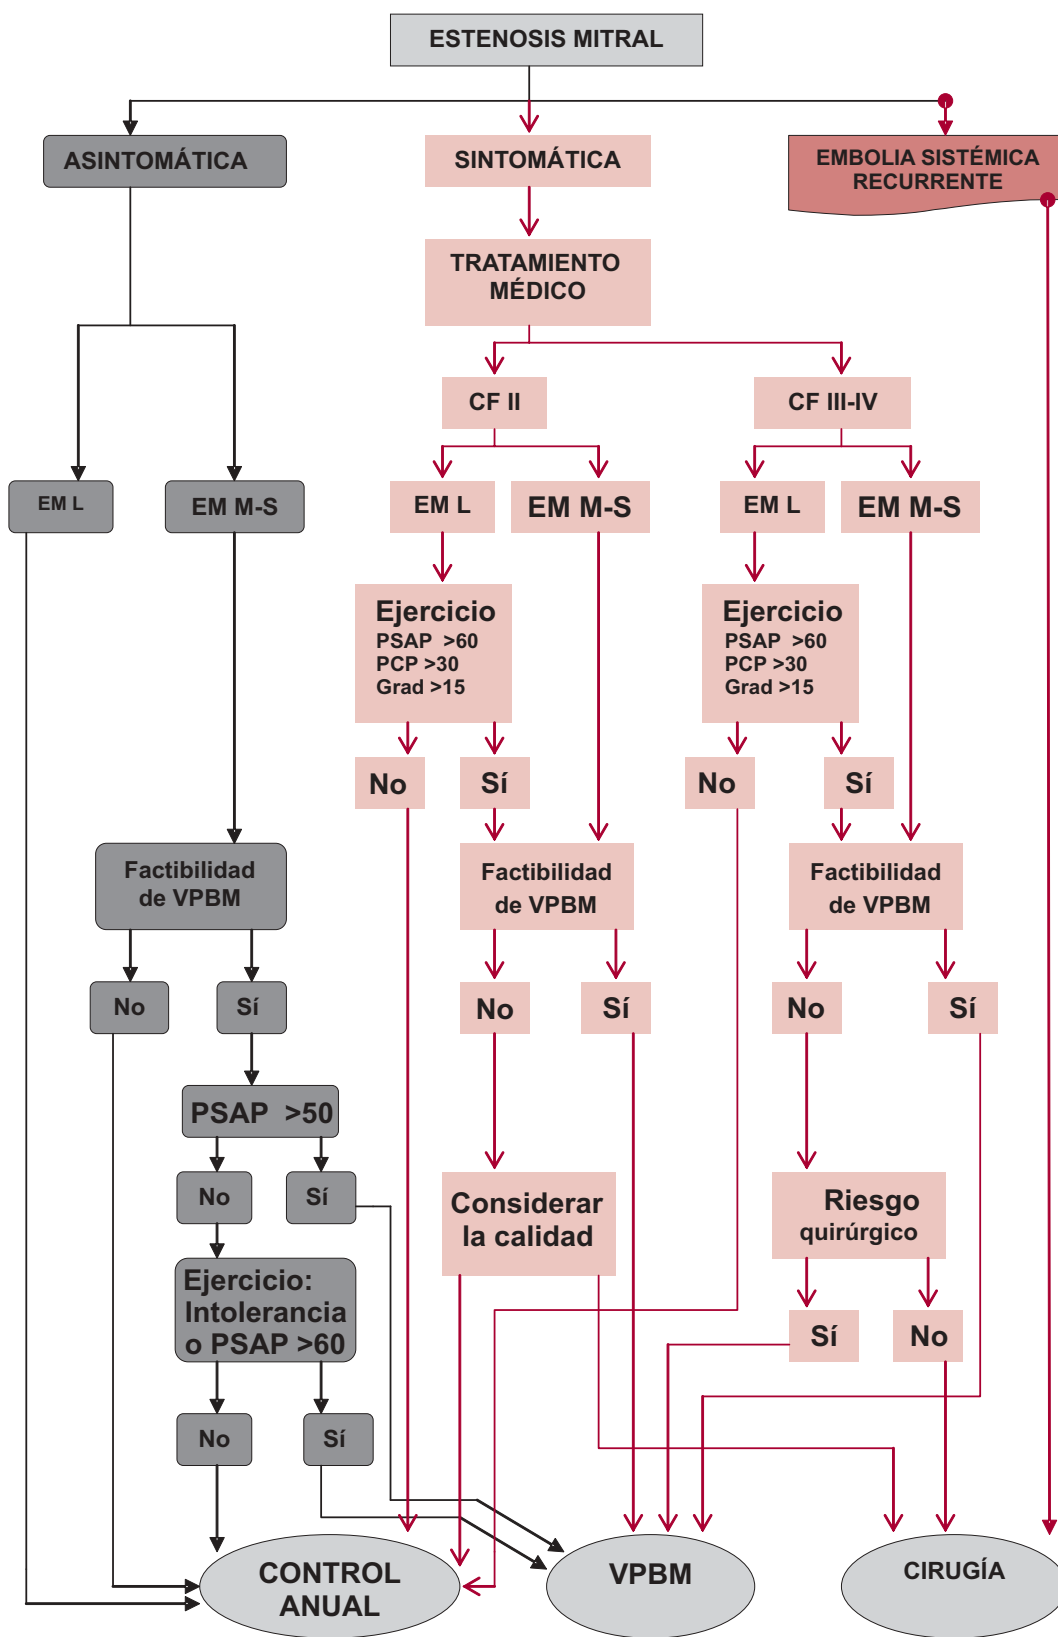 ESTENOSIS MITRAL
ASINTOMÁTICA
SINTOMÁTICA
EMBOLIA SISTÉMICA
RECURRENTE
TRATAMIENTO
MÉDICO
CF II
CF III-IV
EM L
EM M-S
EM L
EM M-S
EM L
EM M-S
Ejercicio
PSAP >60
PCP >30
Grad >15
Ejercicio
PSAP >60
PCP >30
Grad >15
No
Sí
No
Sí
Factibilidad
de VPBM
Factibilidad
de VPBM
Factibilidad
de VPBM
No
Sí
No
Sí
No
Sí
PSAP >50
No
Sí
Considerar
la calidad
Riesgo
quirúrgico
Ejercicio:
Intolerancia
o PSAP >60
Sí
No
No
Sí
CONTROL
ANUAL
VPBM
CIRUGÍA